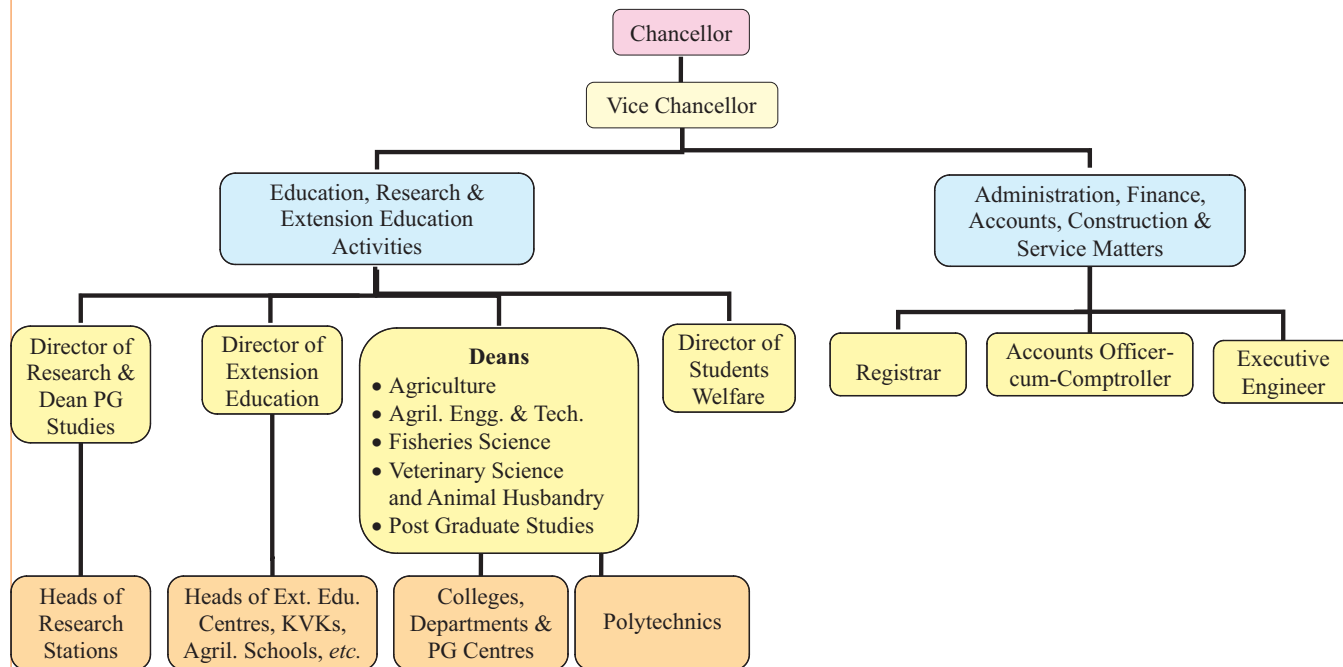 Chancellor
Vice Chancellor
Education, Research &
Extension Education
Activities
Administration, Finance,
Accounts, Construction &
Service Matters
Director of
Research &
Dean PG
Studies
Director of
Extension
Education
Deans
• Agriculture
• Agril. Engg. & Tech.
• Fisheries Science
• Veterinary Science
and Animal Husbandry
• Post Graduate Studies
Director of
Students
Welfare
Registrar
Accounts Officer-
cum-Comptroller
Executive
Engineer
Heads of
Research
Stations
Heads of Ext. Edu.
Centres, KVKs,
Agril. Schools, etc.
Colleges,
Departments &
PG Centres
Polytechnics